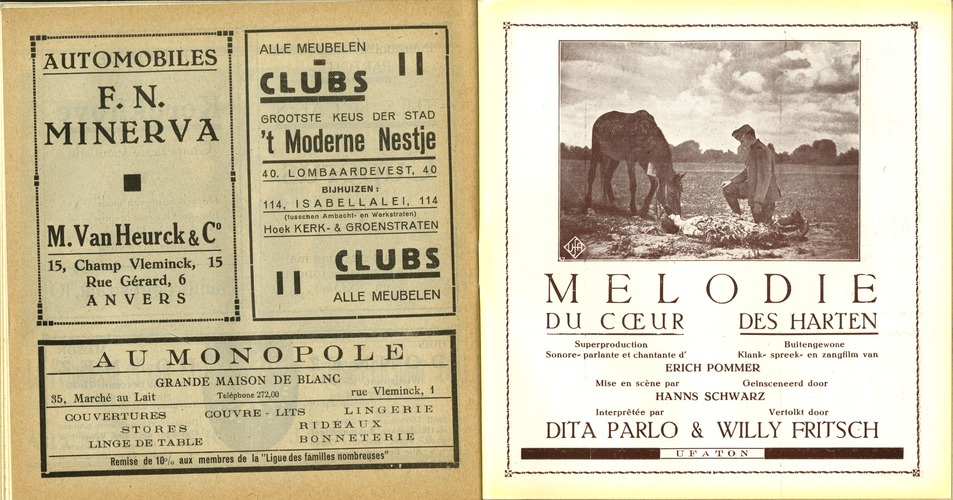 AUTOMOBILES
F. N.
MINERVA
M. Van Heurck & Cº
15, Champ Vleminck, 15
Rue Gérard, 6
ANVERS
ALLE MEUBELEN
CLUBS
GROOTSTE KEUS DER STAD
't Moderne Nestje
40. LOMBAARDEVEST, 40
BIJHUIZEN :
114, ISABELLALEI, 114
(tusschen Ambacht- en Werkstraten)
Hoek KERK- & GROENSTRATEN
CLUBS
ALLE MEUBELEN
AU MONOPOLE
GRANDE MAISON DE BLANC
35, Marché au Lait Téléphone 272,00 rue Vleminck, 1
COUVERTURES COUVRE - LITS LINGERIE
STORES RIDEAUX
LINGE DE TABLE BONNETERIE
Remise de 10% aux membres de la "Ligue des familles nombreuses"
UFA
MELODIE
DU CŒUR DES HARTEN
Superproduction Buitengewone
Sonore- parlante et chantante d' Klank- spreek- en zangfilm van
ERICH POMMER
Mise en scène par Geïnsceneerd door
HANNS SCHWARZ
Interprêtée par Vertolkt door
DITA PARLO & WILLY FRITSCH
UFATON